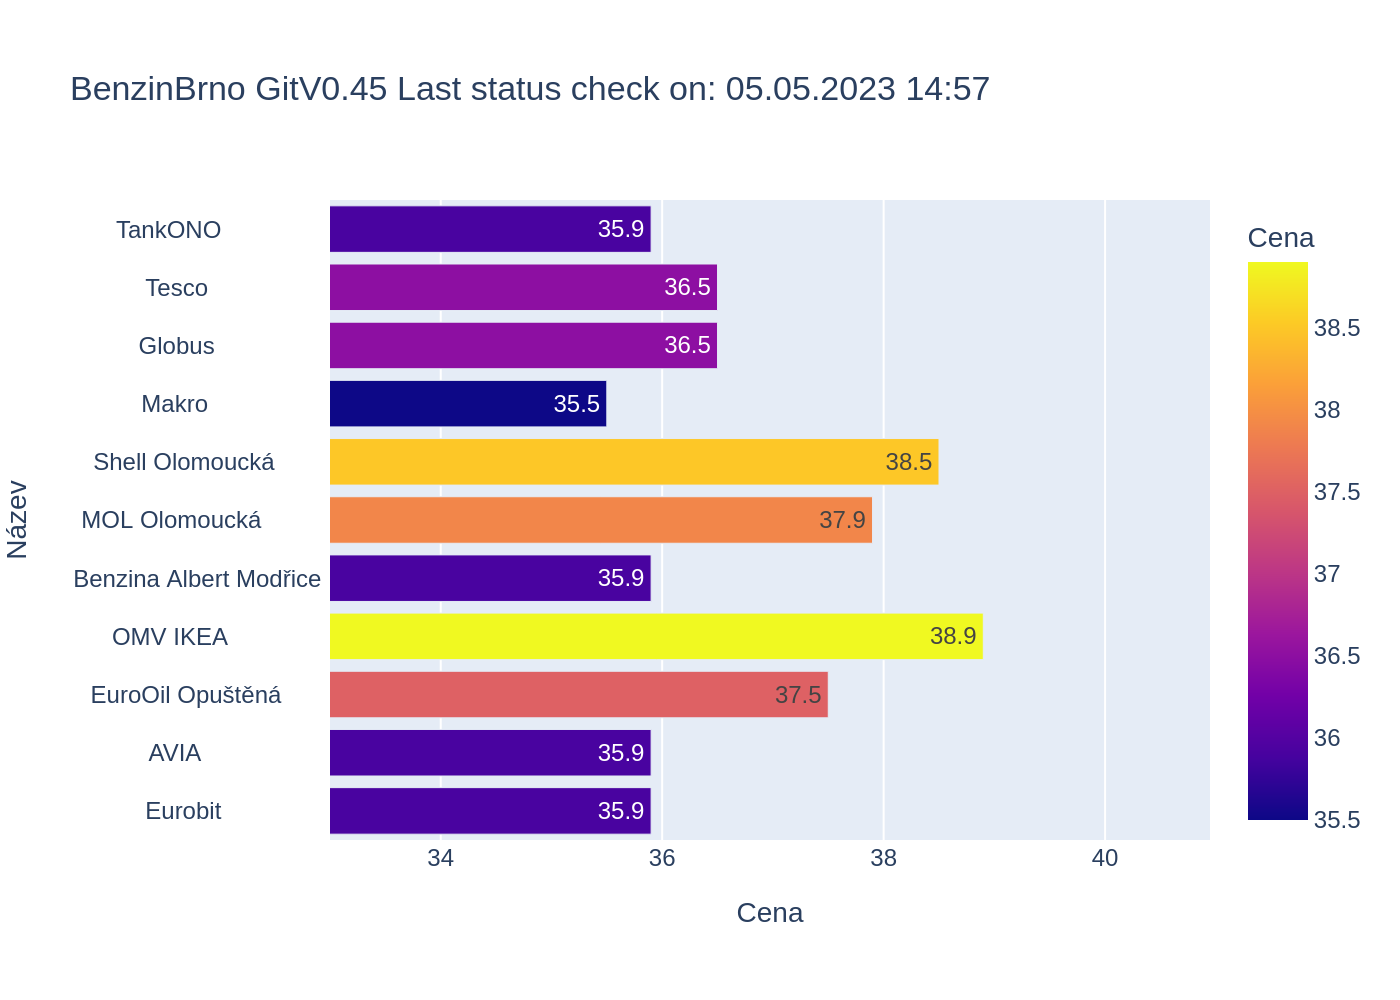 BenzinBrno GitV0.45 Last status check on: 05.05.2023 14:57
Název
TankONO 35.9
Tesco 36.5
Globus 36.5
Makro 35.5
Shell Olomoucká 38.5
MOL Olomoucká 37.9
Benzina Albert Modřice 35.9
OMV IKEA 38.9
EuroOil Opuštěná 37.5
AVIA 35.9
Eurobit 35.9
34 36 38 40
Cena
Cena
38.5
38
37.5
37
36.5
36
35.5